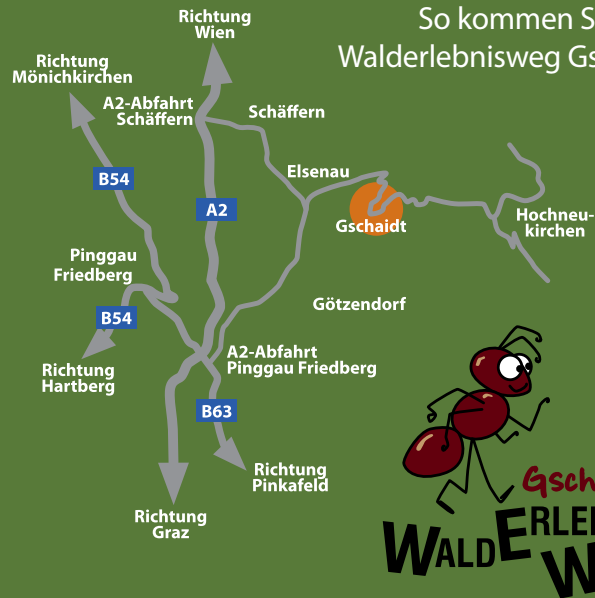 So kommen S
Walderlebnisweg Gs
Richtung
Wien
Richtung
Mönichkirchen
A2-Abfahrt
Schäffern
Schäffern
B54
Elsenau
A2
Gschaidt
Hochneu-
kirchen
Pinggau
Friedberg
Götzendorf
B54
A2-Abfahrt
Pinggau Friedberg
Richtung
Hartberg
B63
Richtung
Pinkafeld
Richtung
Graz
Gsch
WALDERLE
W